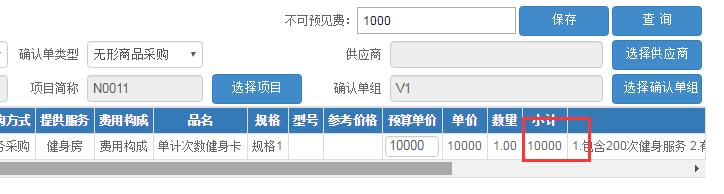 不可预见费： 1000 保存 查 询
确认单类型 无形商品采购 供应商 选择供应商
项目简称 N0011 选择项目 确认单组 V1 选择确认单组
购方式 提供服务 费用构成 品名 规格 型号 参考价格 预算单价 单价 数量 小计
务采购 健身房 费用构成 单计次数健身卡 规格1 10000 10000 1.00 10000 1.包含200次健身服务 2.有